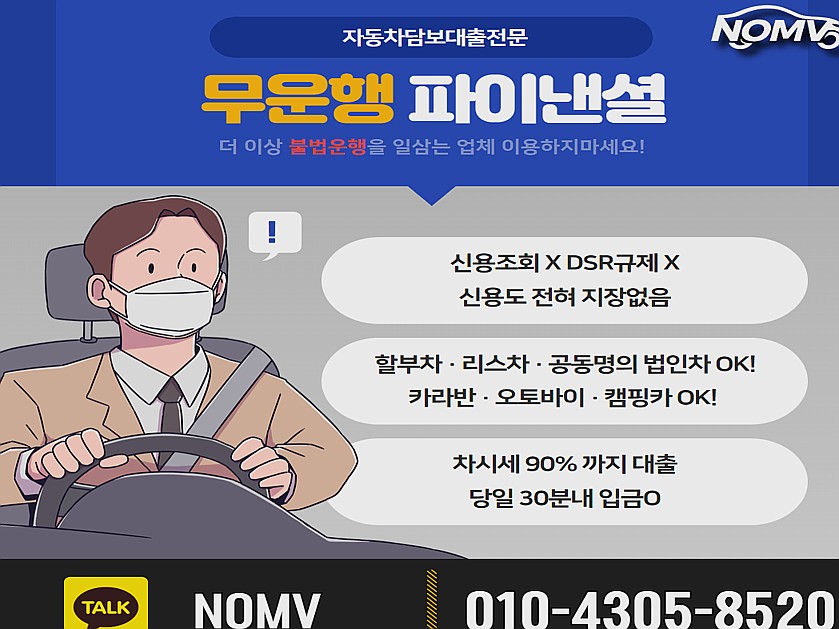 자동차담보대출전문
NOMV
무운행 파이낸셜
더 이상 불법운행을 일삼는 업체 이용하지마세요!
!
신용조회 X DSR규제 X
신용도 전혀 지장없음
할부차 · 리스차 · 공동명의 법인차 OK!
카라반 · 오토바이 · 캠핑카 OK!
차시세 90% 까지 대출
당일 30분내 입금O
TALK
NOMV
010-4305-8520